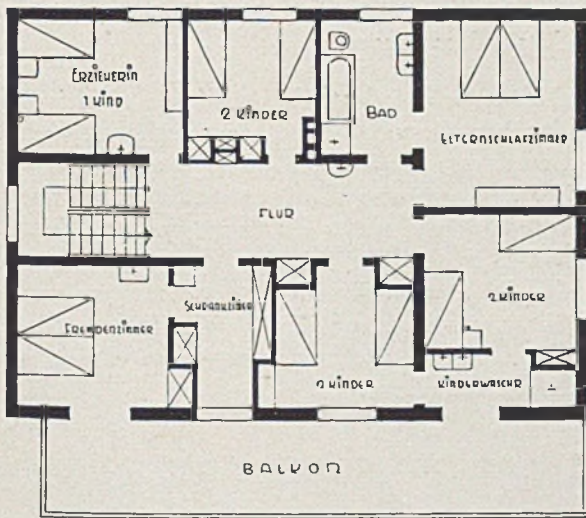 ERZIEHERIN
1 KIND
2 KINDER
BAD
ELTERNSCHLAFZIMMER
FLUR
FREMDENZIMMER
SCHRANKZIMMER
2 KINDER
2 KINDER
KINDERWASCHR
BALKON